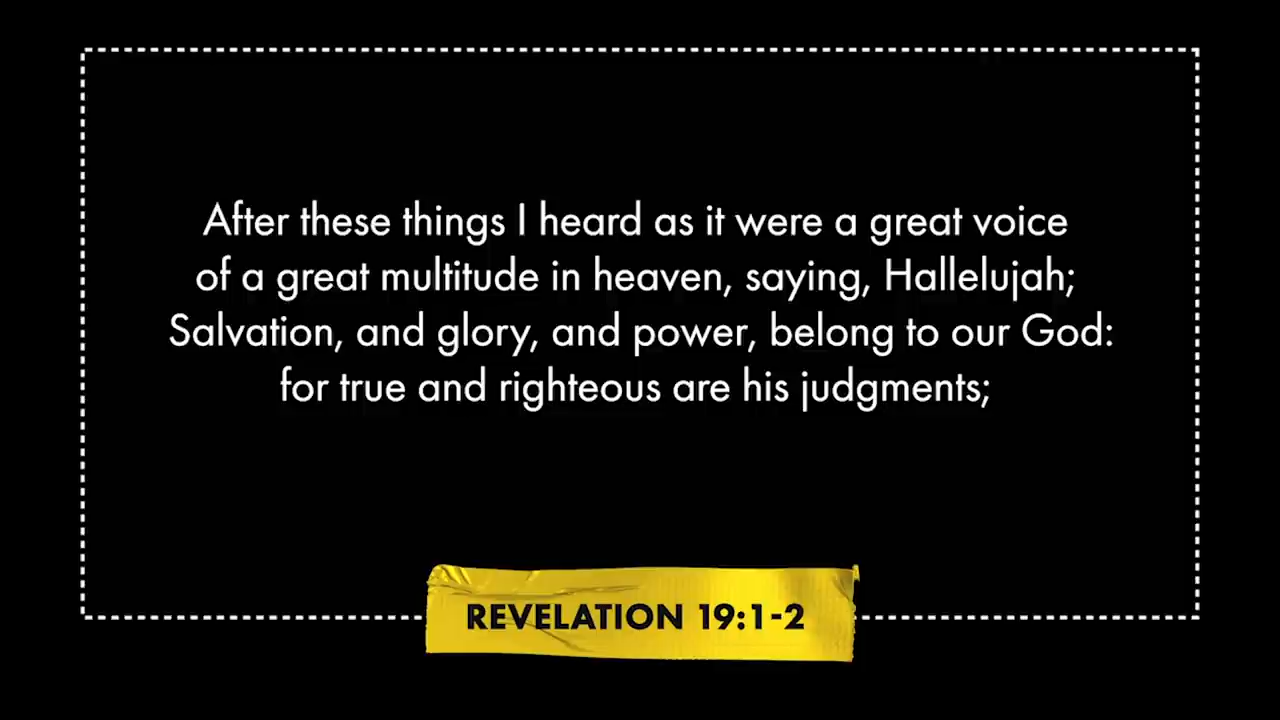 After these things I heard as it were a great voice
of a great multitude in heaven, saying, Hallelujah;
Salvation, and glory, and power, belong to our God:
for true and righteous are his judgments;
REVELATION 19:1-2